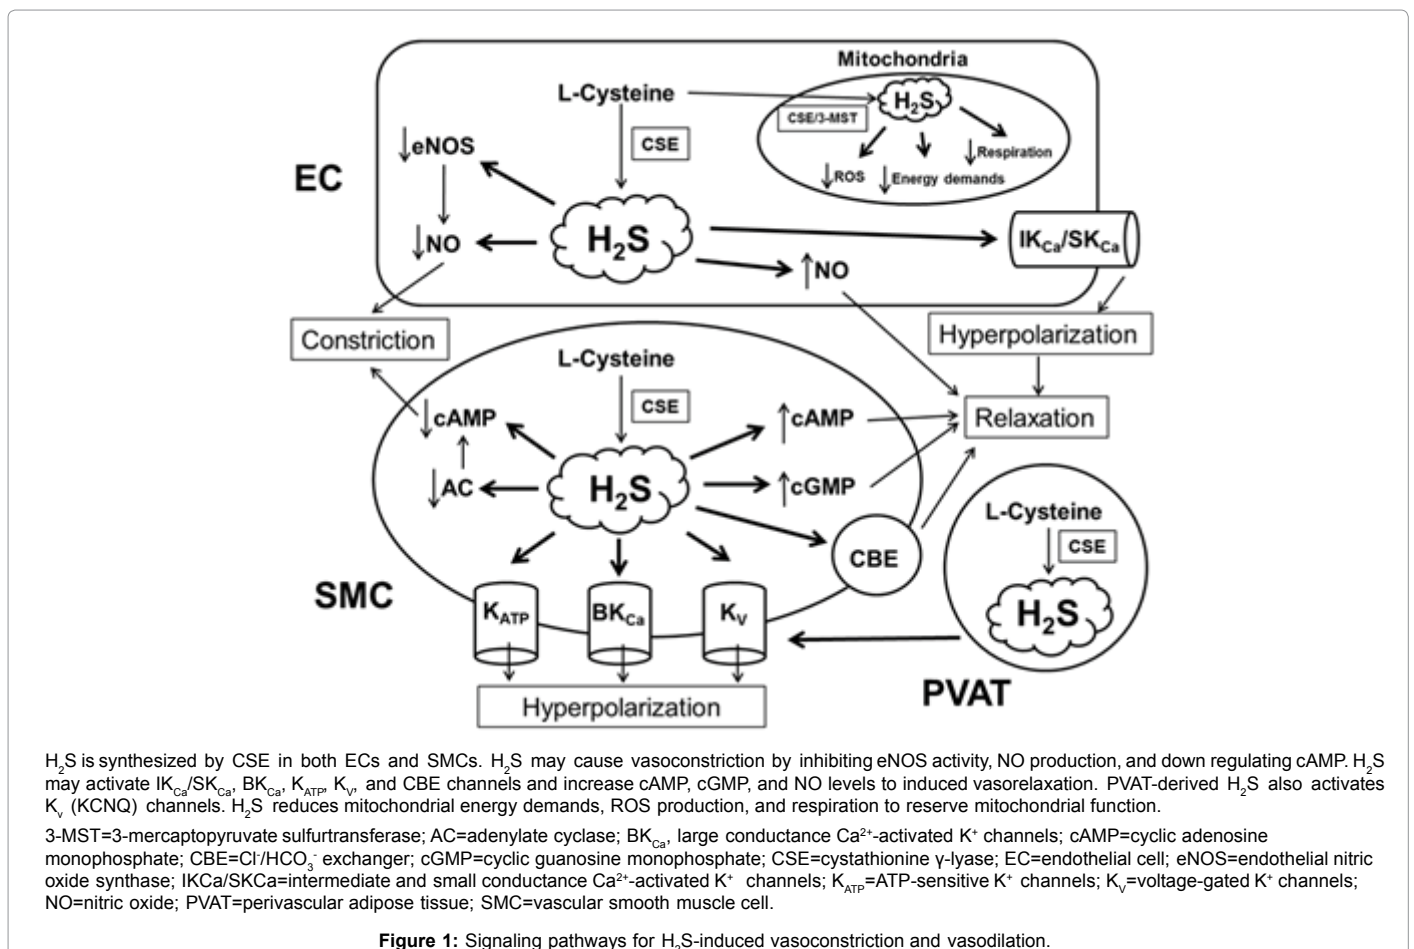 Mitochondria
L-Cysteine
H2S
CSE/3-MST
CSE
↓eNOS
↓Respiration
↓ROS
↓Energy demands
EC
H2S
↓NO
IKCa/SKCa
↑NO
Constriction
Hyperpolarization
L-Cysteine
CSE
↓cAMP
↑cAMP
Relaxation
↓AC
H2S
↑cGMP
L-Cysteine
CSE
CBE
SMC
KATP
BKCa
KV
H2S
PVAT
Hyperpolarization
H2S is synthesized by CSE in both ECs and SMCs. H2S may cause vasoconstriction by inhibiting eNOS activity, NO production, and down regulating cAMP. H2S
may activate IKCa/SKCa, BKCa, KATP, KV, and CBE channels and increase cAMP, cGMP, and NO levels to induced vasorelaxation. PVAT-derived H2S also activates
Kv (KCNQ) channels. H2S reduces mitochondrial energy demands, ROS production, and respiration to reserve mitochondrial function.
3-MST=3-mercaptopyruvate sulfurtransferase; AC=adenylate cyclase; BKCa, large conductance Ca2+-activated K+ channels; cAMP=cyclic adenosine
monophosphate; CBE=Cl-/HCO3- exchanger; cGMP=cyclic guanosine monophosphate; CSE=cystathionine γ-lyase; EC=endothelial cell; eNOS=endothelial nitric
oxide synthase; IKCa/SKCa=intermediate and small conductance Ca2+-activated K+ channels; KATP=ATP-sensitive K+ channels; KV=voltage-gated K+ channels;
NO=nitric oxide; PVAT=perivascular adipose tissue; SMC=vascular smooth muscle cell.
Figure 1: Signaling pathways for H2S-induced vasoconstriction and vasodilation.